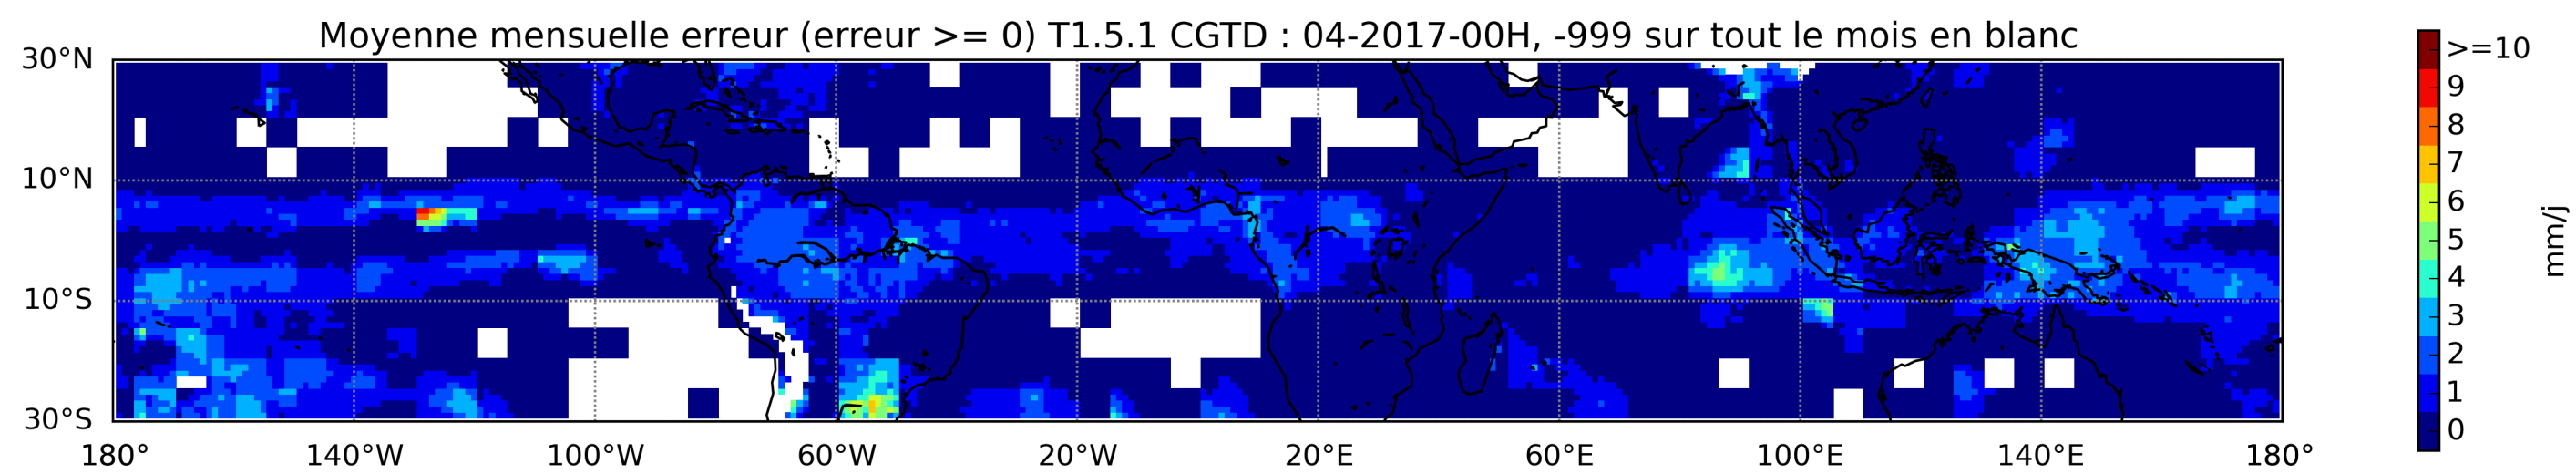 Moyenne mensuelle erreur (erreur >= 0) T1.5.1 CGTD : 04-2017-00H, -999 sur tout le mois en blanc
30°N
10°N
10°S
30°S
180° 140°W 100°W 60°W 20°W 20°E 60°E 100°E 140°E 180°
>=10
9
8
7
6
5
4
3
2
1
0
mm/j